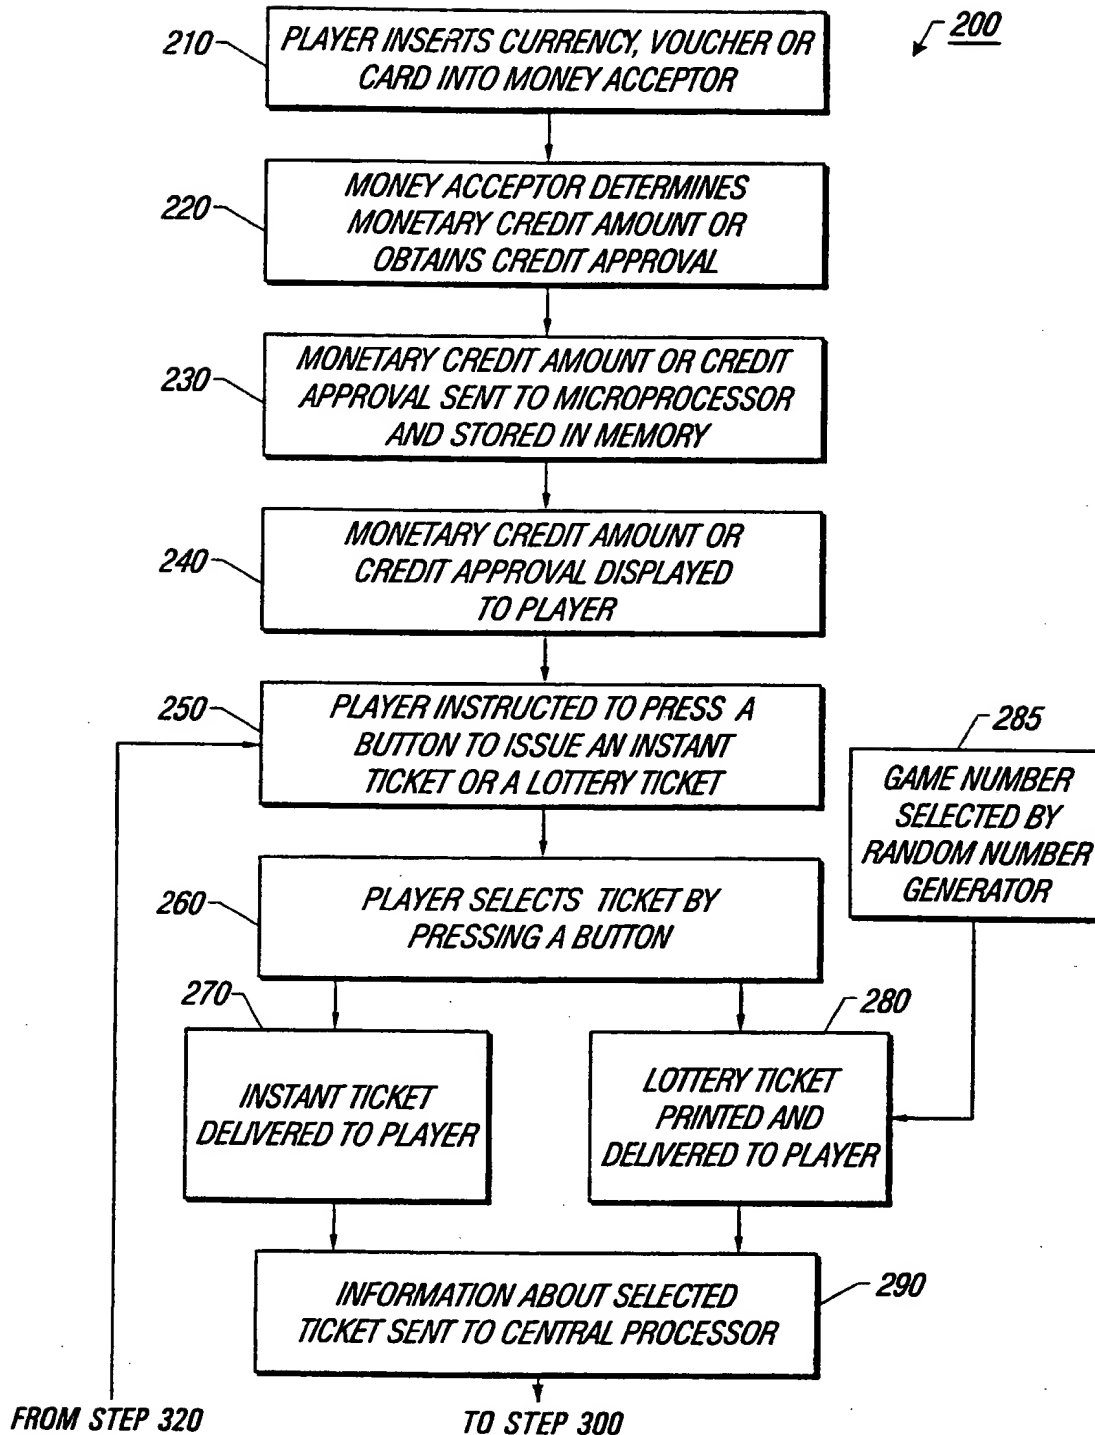 200
210
PLAYER INSERTS CURRENCY, VOUCHER OR
CARD INTO MONEY ACCEPTOR
220
MONEY ACCEPTOR DETERMINES
MONETARY CREDIT AMOUNT OR
OBTAINS CREDIT APPROVAL
230
MONETARY CREDIT AMOUNT OR CREDIT
APPROVAL SENT TO MICROPROCESSOR
AND STORED IN MEMORY
240
MONETARY CREDIT AMOUNT OR
CREDIT APPROVAL DISPLAYED
TO PLAYER
250
PLAYER INSTRUCTED TO PRESS A
BUTTON TO ISSUE AN INSTANT
TICKET OR A LOTTERY TICKET
285
GAME NUMBER
SELECTED BY
RANDOM NUMBER
GENERATOR
260
PLAYER SELECTS TICKET BY
PRESSING A BUTTON
270
INSTANT TICKET
DELIVERED TO PLAYER
280
LOTTERY TICKET
PRINTED AND
DELIVERED TO PLAYER
290
INFORMATION ABOUT SELECTED
TICKET SENT TO CENTRAL PROCESSOR
FROM STEP 320
TO STEP 300